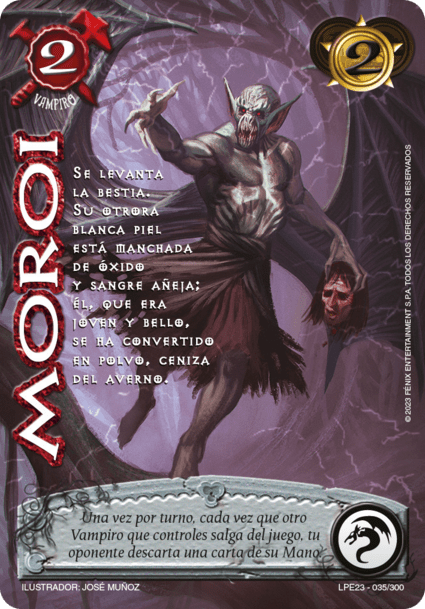 2
VAMPIRO
2
MOROI
Se levanta
la bestia.
Su otrora
blanca piel
está manchada
de óxido
y sangre añeja;
él, que era
joven y bello,
se ha convertido
en polvo, ceniza
del averno.
© 2023 FÉNIX ENTERTAINMENT S.P.A. TODOS LOS DERECHOS RESERVADOS
Una vez por turno, cada vez que otro
Vampiro que controles salga del juego, tu
oponente descarta una carta de su Mano
ILUSTRADOR: JOSÉ MUÑOZ
LPE23 - 035/300